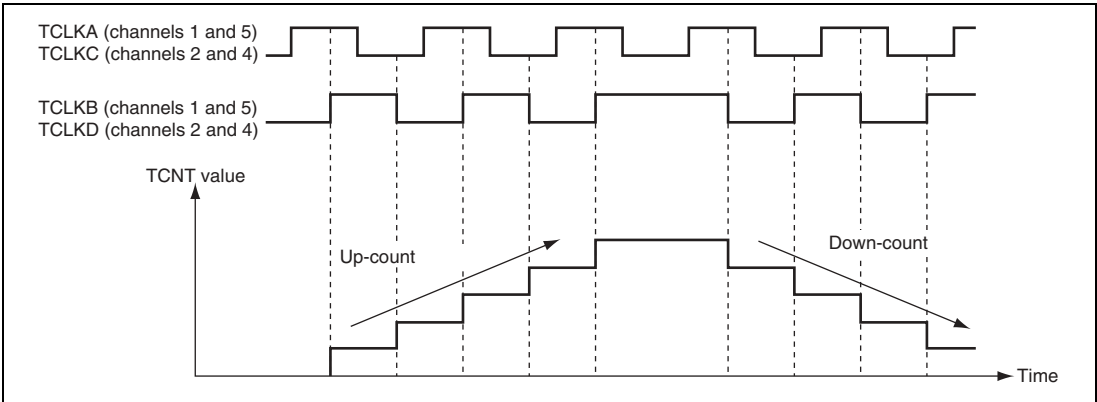 TCLKA (channels 1 and 5)
TCLKC (channels 2 and 4)
TCLKB (channels 1 and 5)
TCLKD (channels 2 and 4)
TCNT value
Up-count
Down-count
Time